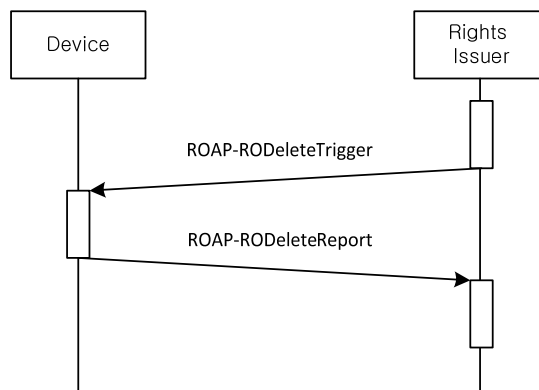 Device
Rights
Issuer
ROAP-RODeleteTrigger
ROAP-RODeleteReport